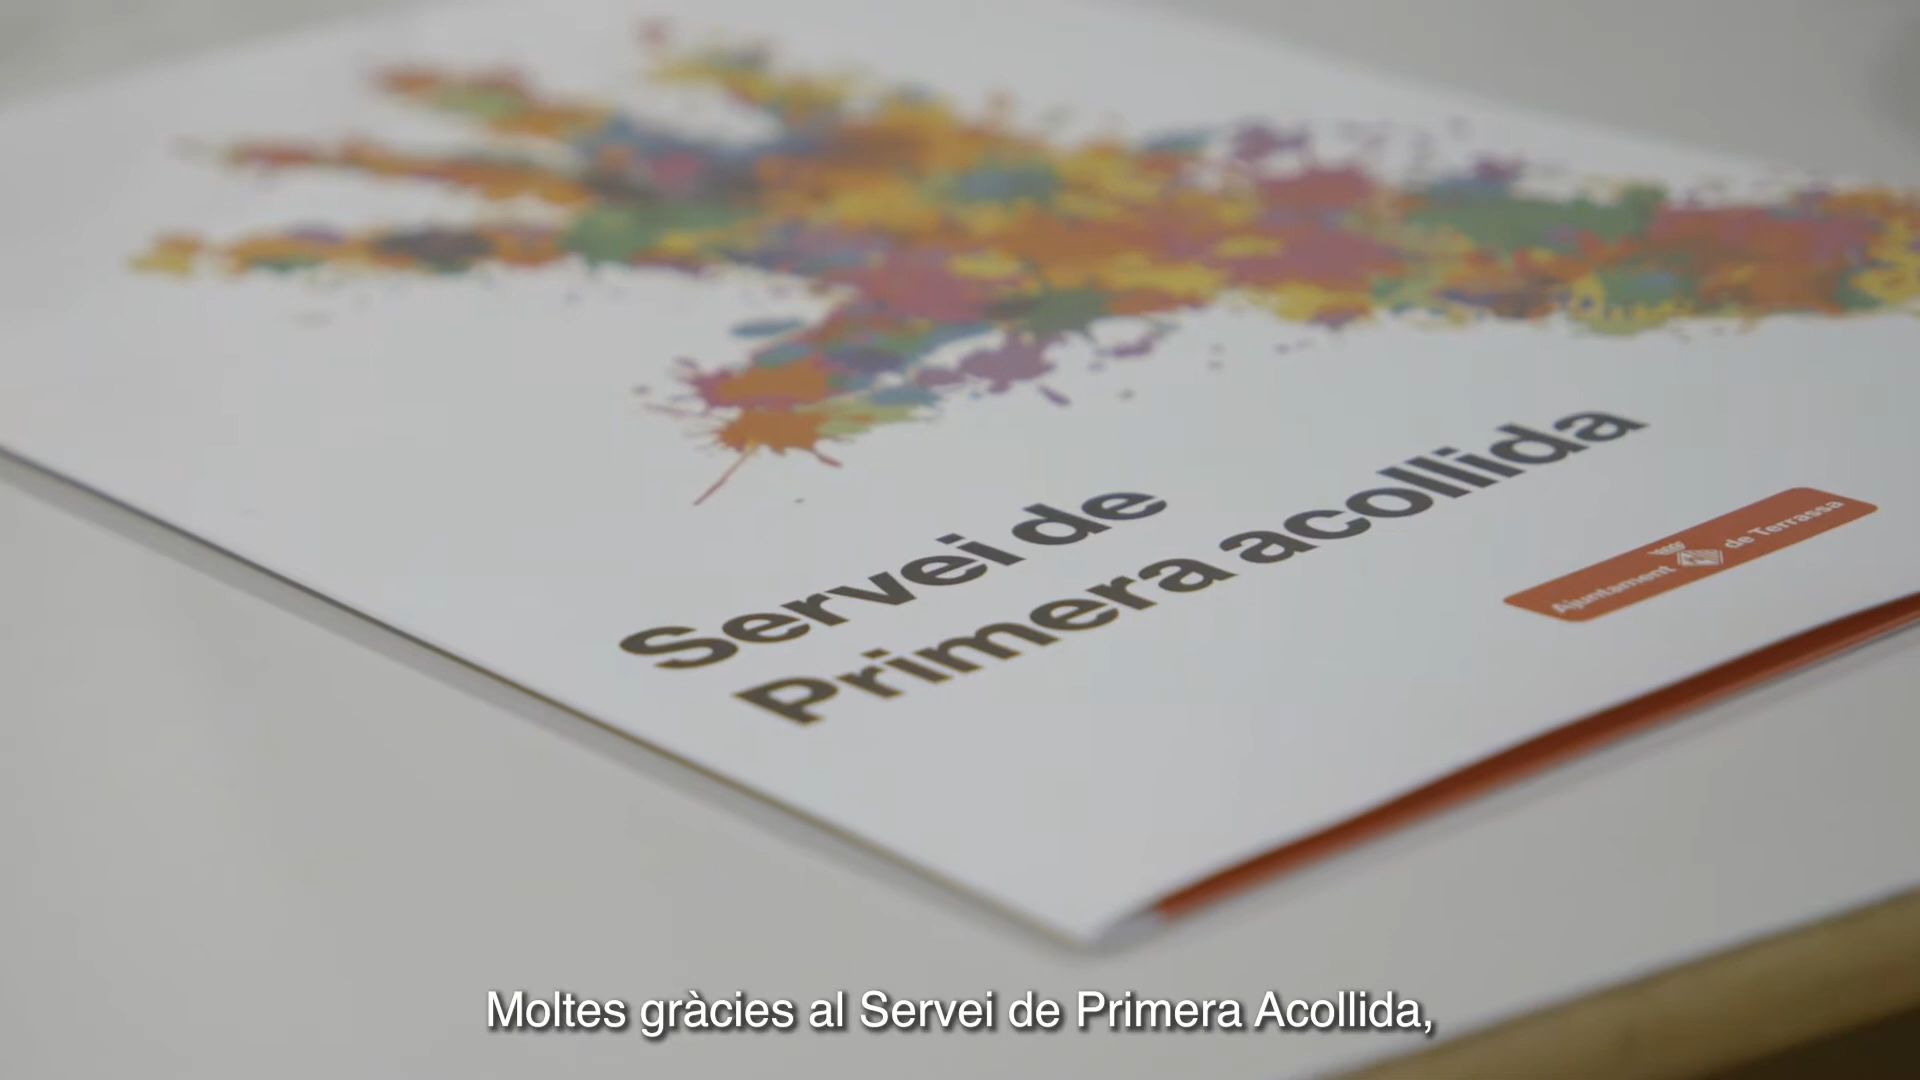 Servei de
Primera acollida
Ajuntament de Terrassa
Moltes gràcies al Servei de Primera Acollida,